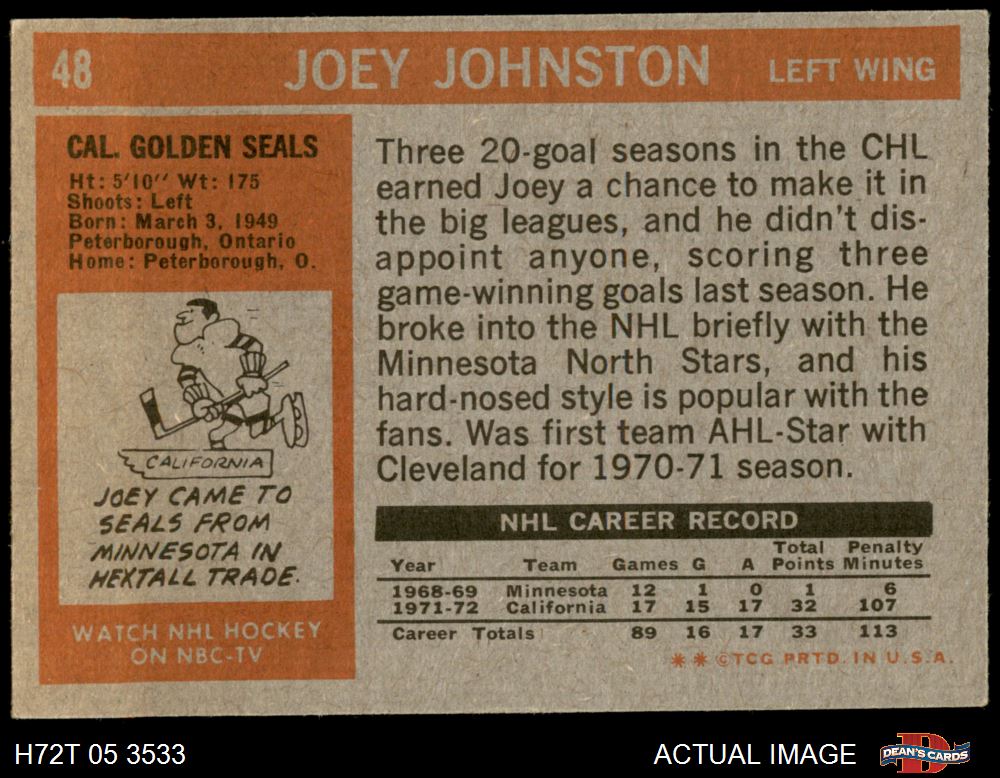 48 JOEY JOHNSTON LEFT WING
CAL. GOLDEN SEALS
Ht: 5'10'' Wt: 175
Shoots: Left
Born: March 3, 1949
Peterborough, Ontario
Home: Peterborough, O.
CALIFORNIA
JOEY CAME TO
SEALS FROM
MINNESOTA IN
HEXTALL TRADE.
WATCH NHL HOCKEY
ON NBC-TV
Three 20-goal seasons in the CHL
earned Joey a chance to make it in
the big leagues, and he didn't dis-
appoint anyone, scoring three
game-winning goals last season. He
broke into the NHL briefly with the
Minnesota North Stars, and his
hard-nosed style is popular with the
fans. Was first team AHL-Star with
Cleveland for 1970-71 season.
NHL CAREER RECORD
Year Team Games G A Total Points Penalty Minutes
1968-69 Minnesota 12 1 0 1 6
1971-72 California 17 15 17 32 107
Career Totals 89 16 17 33 113
** ©TCG PRTD. IN U.S.A.
H72T 05 3533
ACTUAL IMAGE
DEAN'S CARDS